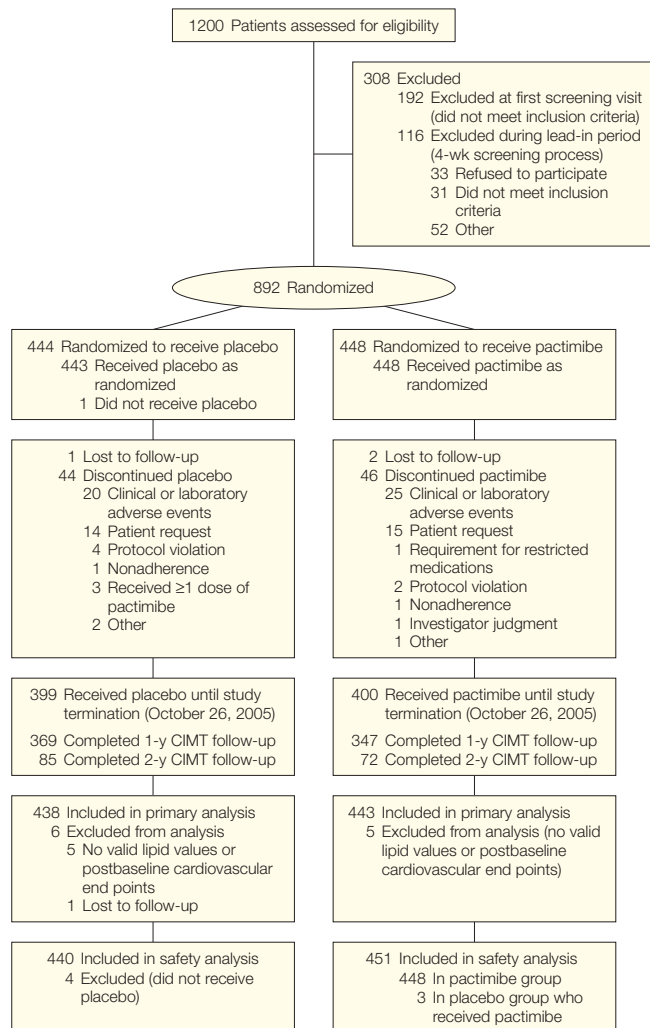 1200 Patients assessed for eligibility
308 Excluded
192 Excluded at first screening visit
(did not meet inclusion criteria)
116 Excluded during lead-in period
(4-wk screening process)
33 Refused to participate
31 Did not meet inclusion
criteria
52 Other
892 Randomized
444 Randomized to receive placebo
443 Received placebo as
randomized
1 Did not receive placebo
448 Randomized to receive pactimibe
448 Received pactimibe as
randomized
1 Lost to follow-up
44 Discontinued placebo
20 Clinical or laboratory
adverse events
14 Patient request
4 Protocol violation
1 Nonadherence
3 Received ≥1 dose of
pactimibe
2 Other
2 Lost to follow-up
46 Discontinued pactimibe
25 Clinical or laboratory
adverse events
15 Patient request
1 Requirement for restricted
medications
2 Protocol violation
1 Nonadherence
1 Investigator judgment
1 Other
399 Received placebo until study
termination (October 26, 2005)
369 Completed 1-y CIMT follow-up
85 Completed 2-y CIMT follow-up
400 Received pactimibe until study
termination (October 26, 2005)
347 Completed 1-y CIMT follow-up
72 Completed 2-y CIMT follow-up
438 Included in primary analysis
6 Excluded from analysis
5 No valid lipid values or
postbaseline cardiovascular
end points
1 Lost to follow-up
443 Included in primary analysis
5 Excluded from analysis (no valid
lipid values or postbaseline
cardiovascular end points)
440 Included in safety analysis
4 Excluded (did not receive
placebo)
451 Included in safety analysis
448 In pactimibe group
3 In placebo group who
received pactimibe